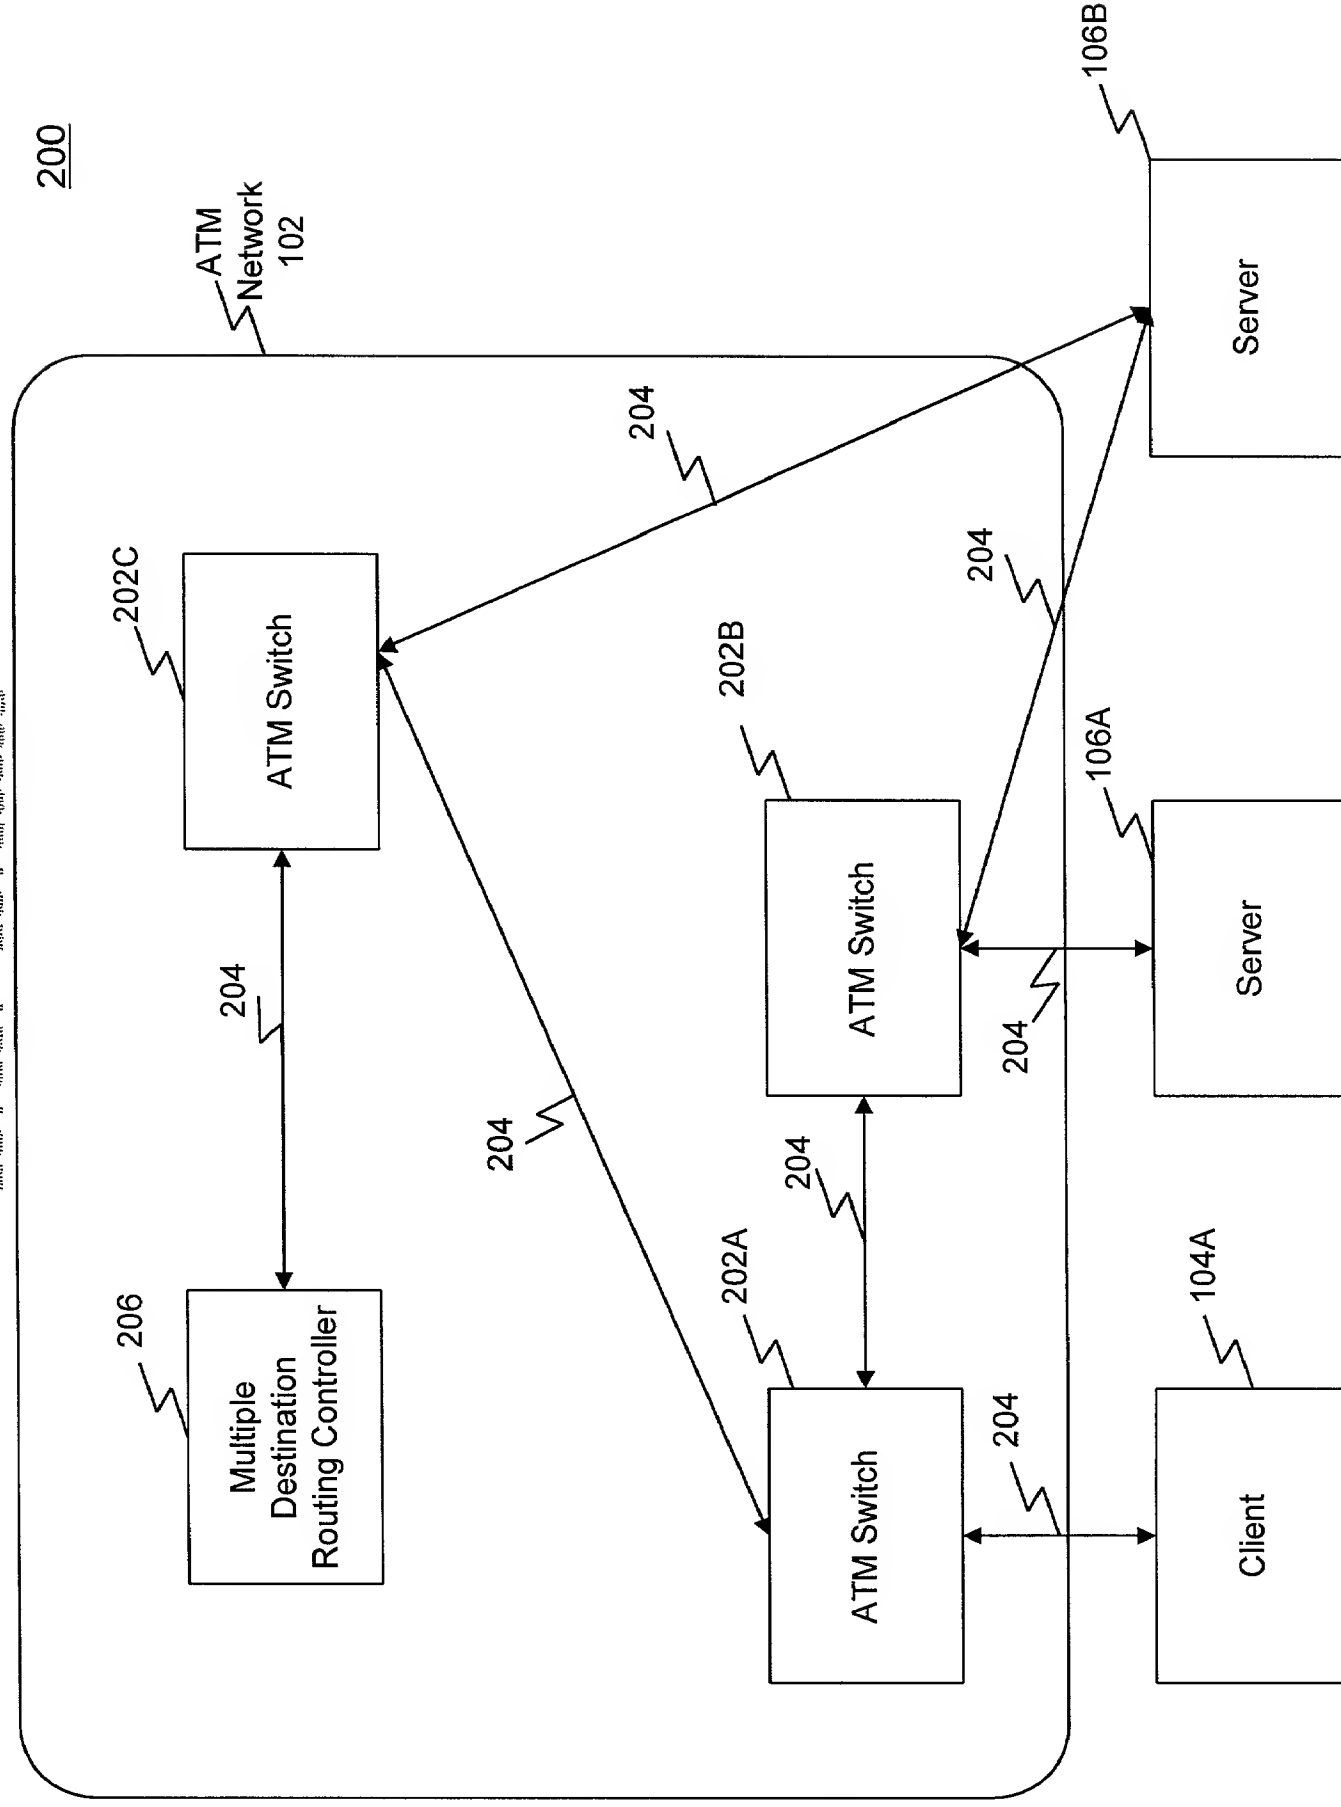 200
ATM
Network
102
206
Multiple
Destination
Routing Controller
204
202C
ATM Switch
204
204
202A
ATM Switch
204
202B
ATM Switch
204
204
204
104A
Client
106A
Server
106B
Server